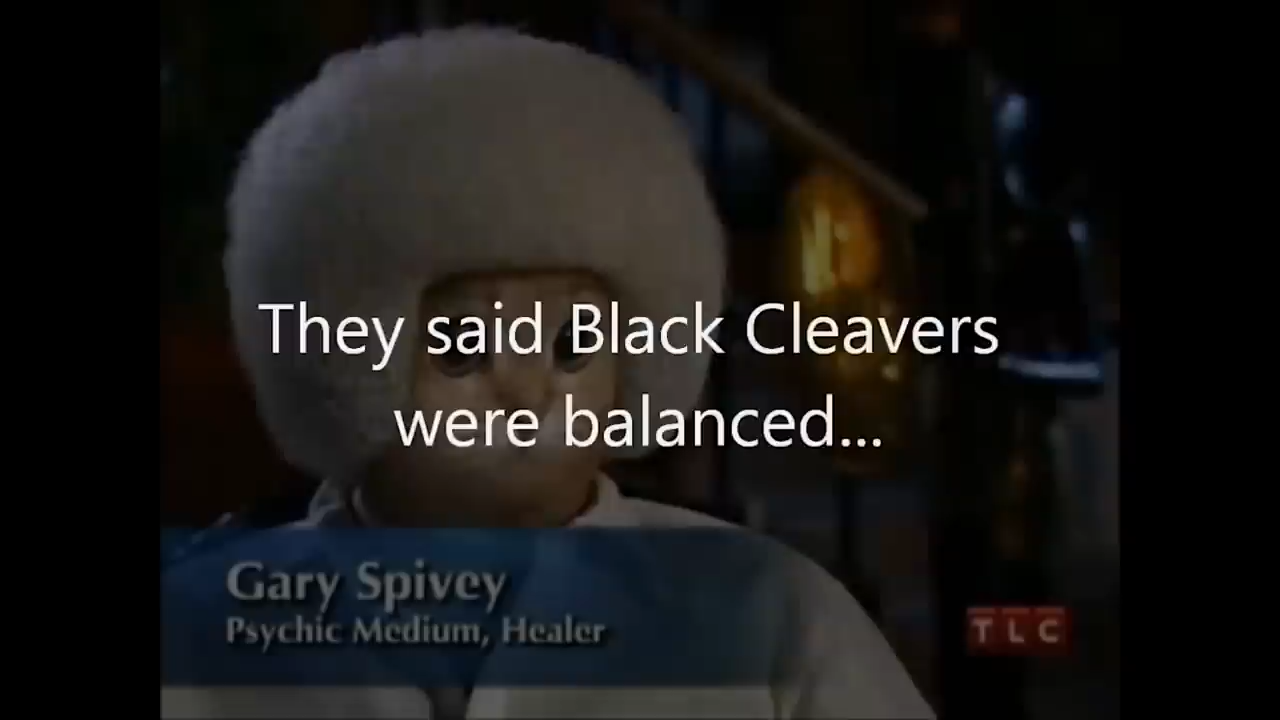 They said Black Cleavers
were balanced...
Gary Spivey
Psychic Medium, Healer
TLC